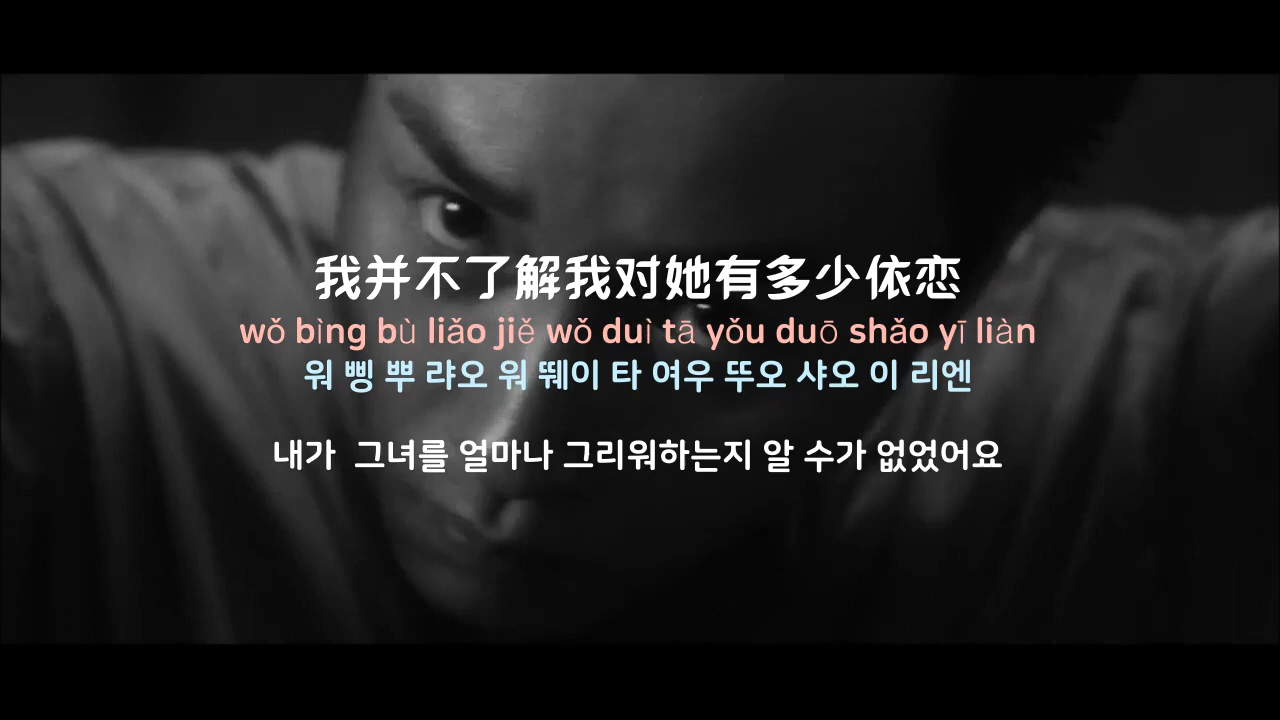 我并不了解我对她有多少依恋
wǒ bìng bù liǎo jiě wǒ duì tā yǒu duō shǎo yī liàn
워 삥 뿌 랴오 워 뛔이 타 여우 뚜오 샤오 이 리엔
내가 그녀를 얼마나 그리워하는지 알 수가 없었어요